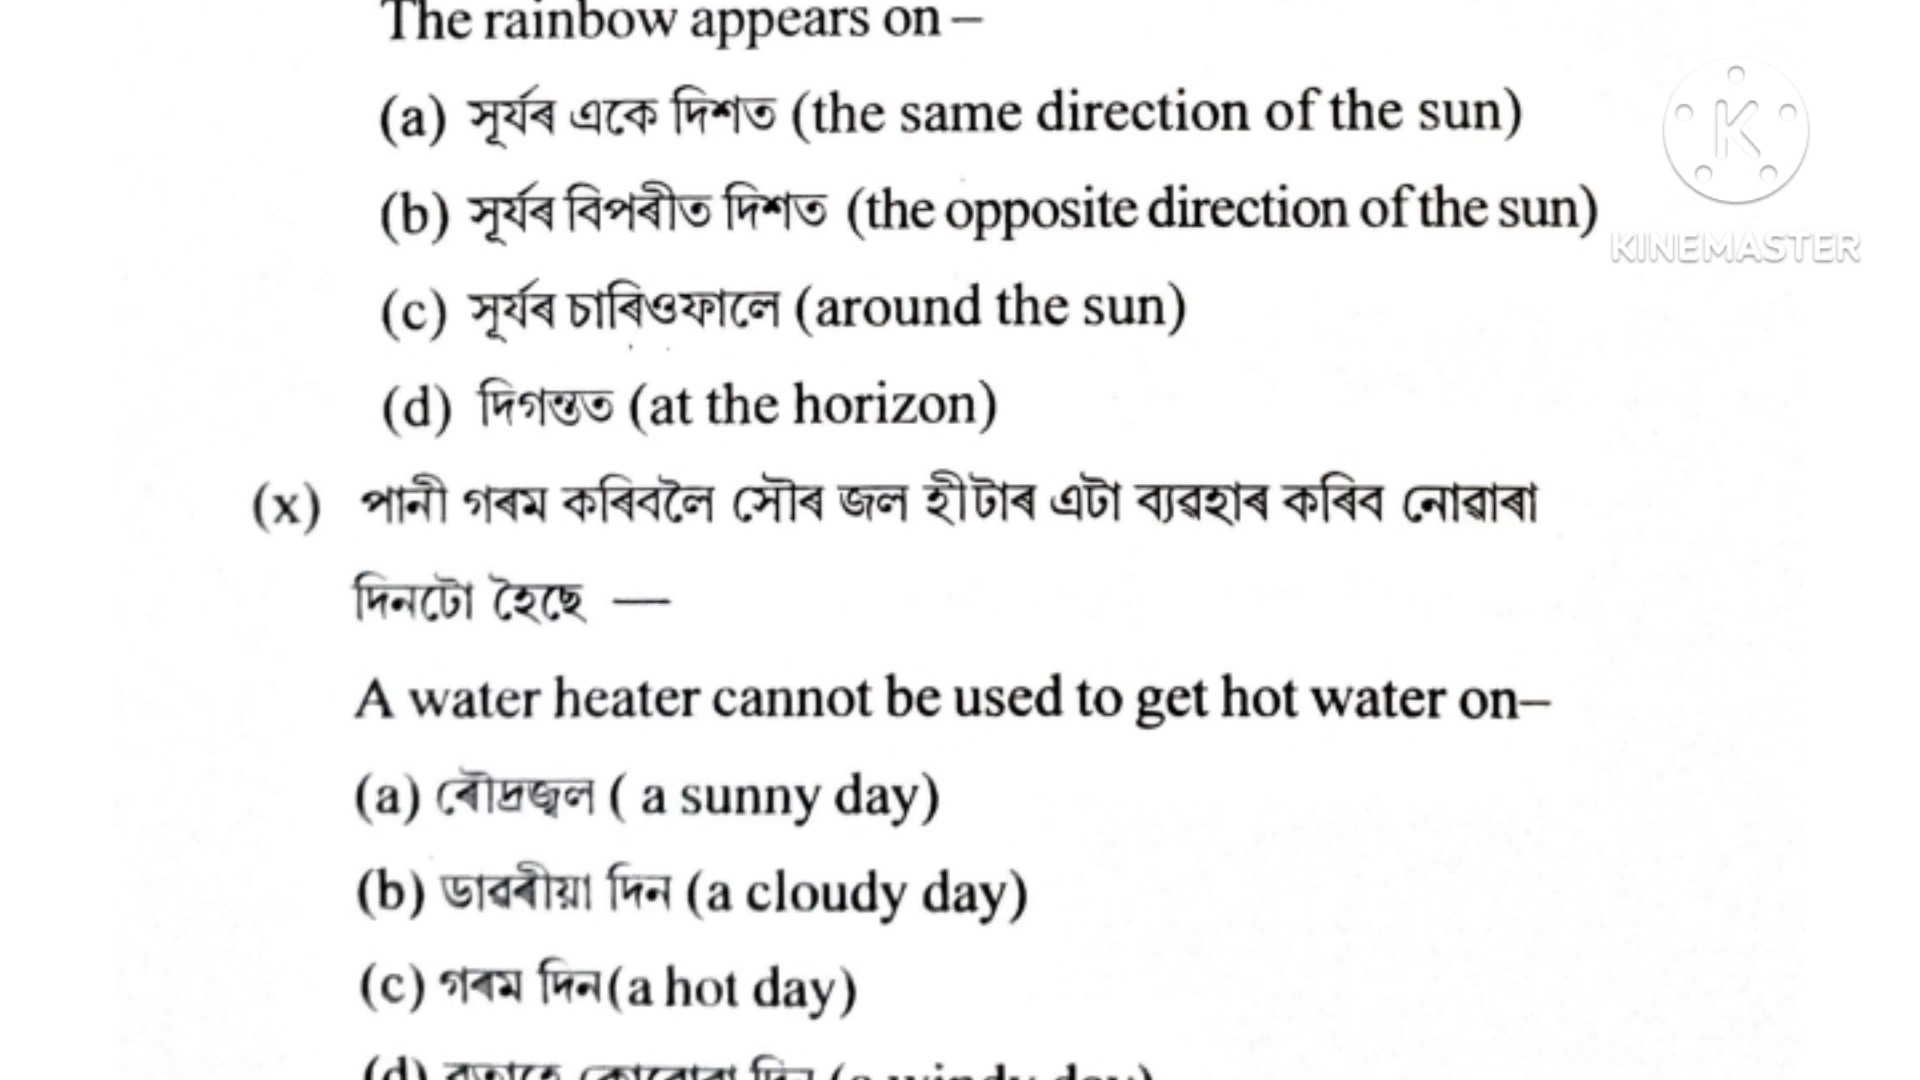 The rainbow appears on –
(a) সূৰ্যৰ একে দিশত (the same direction of the sun)
(b) সূৰ্যৰ বিপৰীত দিশত (the opposite direction of the sun)
(c) সূৰ্যৰ চাৰিওফালে (around the sun)
(d) দিগন্তত (at the horizon)
(x) পানী গৰম কৰিবলৈ সৌৰ জল হীটাৰ এটা ব্যৱহাৰ কৰিব নোৱাৰা
দিনটো হৈছে —
A water heater cannot be used to get hot water on–
(a) ৰৌদ্ৰজ্বল ( a sunny day)
(b) ডাবৰীয়া দিন (a cloudy day)
(c) গৰম দিন(a hot day)
(d) দিন (a windy day)
KINEMASTER